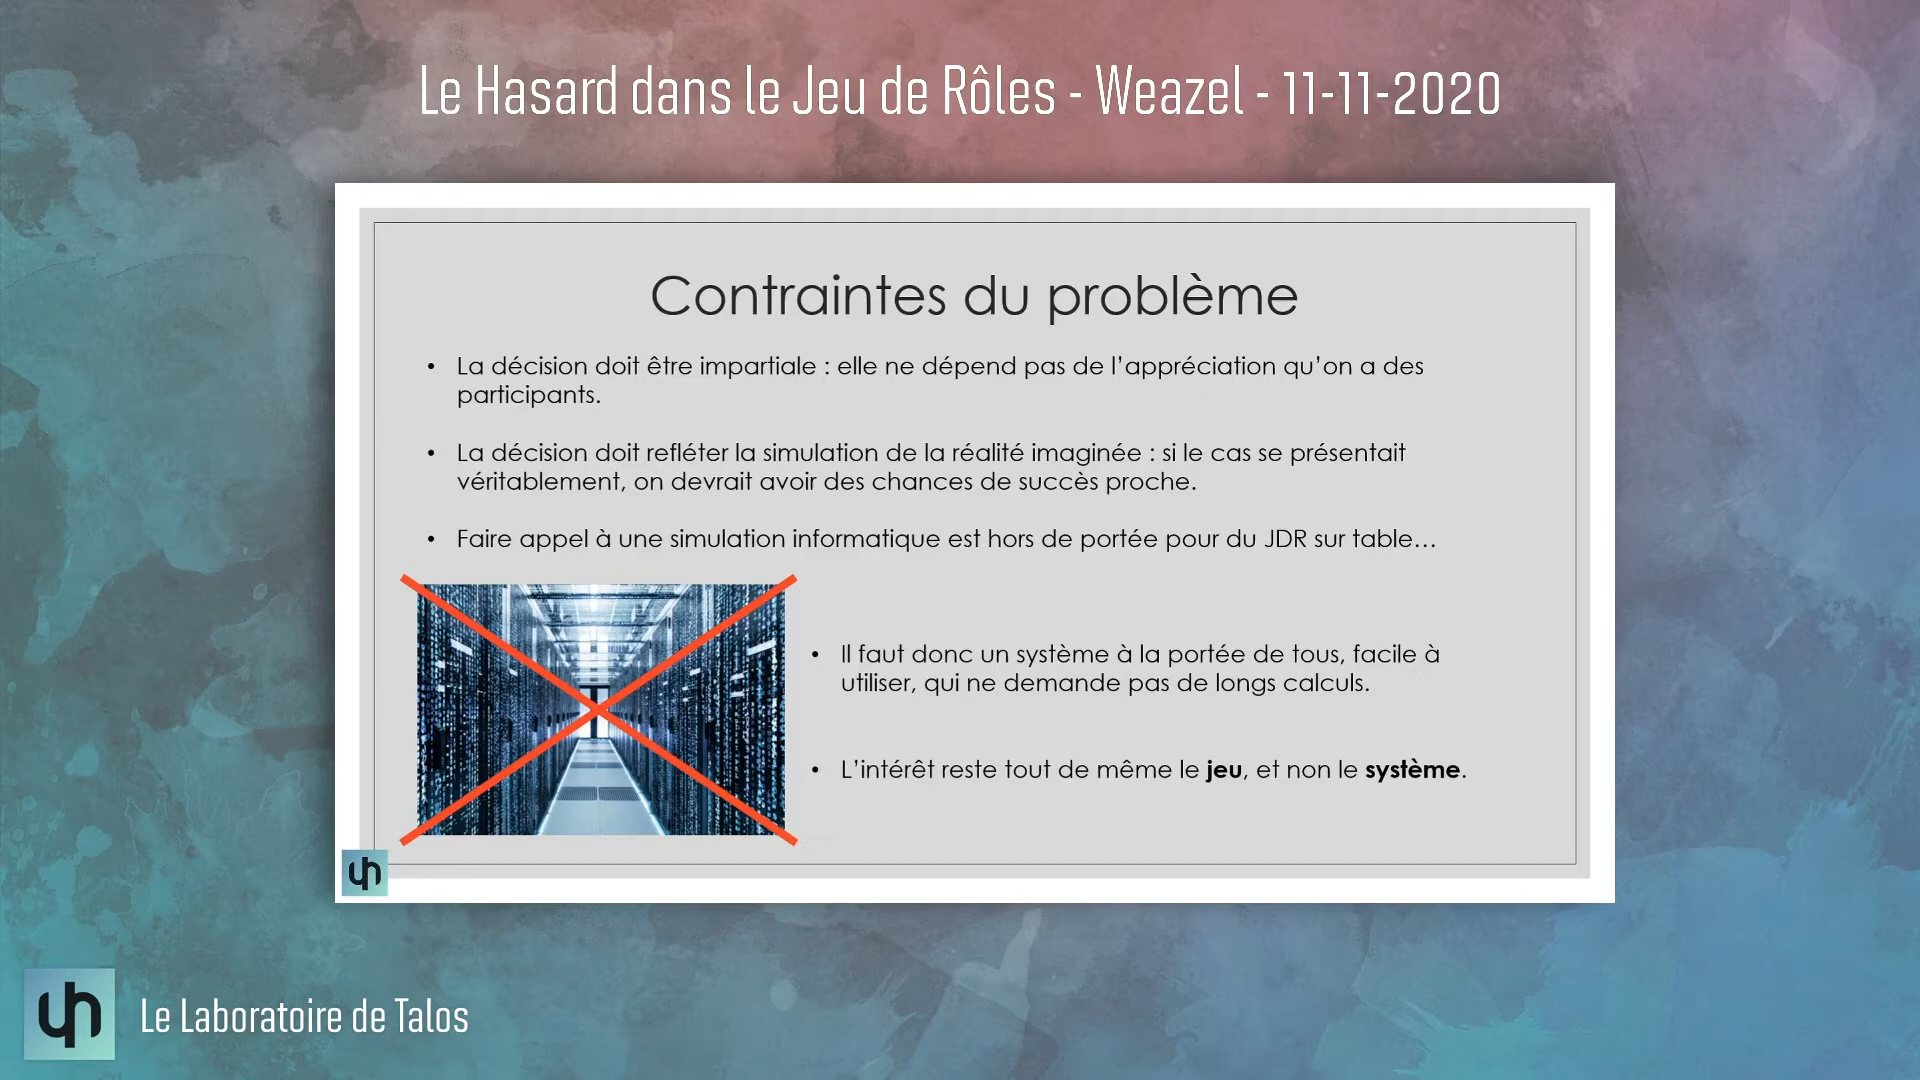 Le Hasard dans le Jeu de Rôles - Weazel - 11-11-2020
Contraintes du problème
• La décision doit être impartiale : elle ne dépend pas de l’appréciation qu’on a des
participants.
• La décision doit refléter la simulation de la réalité imaginée : si le cas se présentait
véritablement, on devrait avoir des chances de succès proche.
• Faire appel à une simulation informatique est hors de portée pour du JDR sur table…
• Il faut donc un système à la portée de tous, facile à
utiliser, qui ne demande pas de longs calculs.
• L’intérêt reste tout de même le jeu, et non le système.
Le Laboratoire de Talos